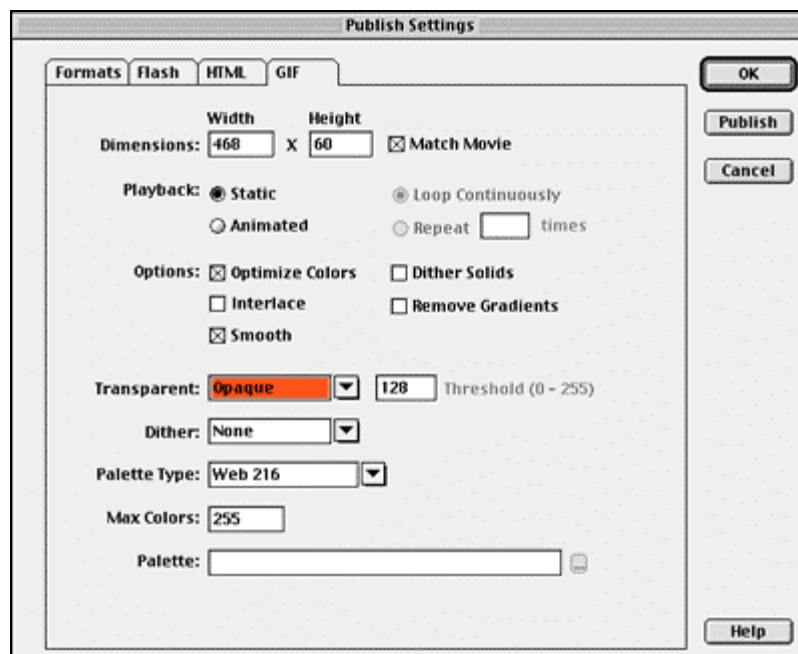 Publish Settings
Formats Flash HTML GIF
OK
Publish
Cancel
Width Height
Dimensions: 468 X 60 Match Movie
Playback: Static Loop Continuously
Animated Repeat times
Options: Optimize Colors Dither Solids
Interlace Remove Gradients
Smooth
Transparent: Opaque 128 Threshold (0 - 255)
Dither: None
Palette Type: Web 216
Max Colors: 255
Palette: ...
Help